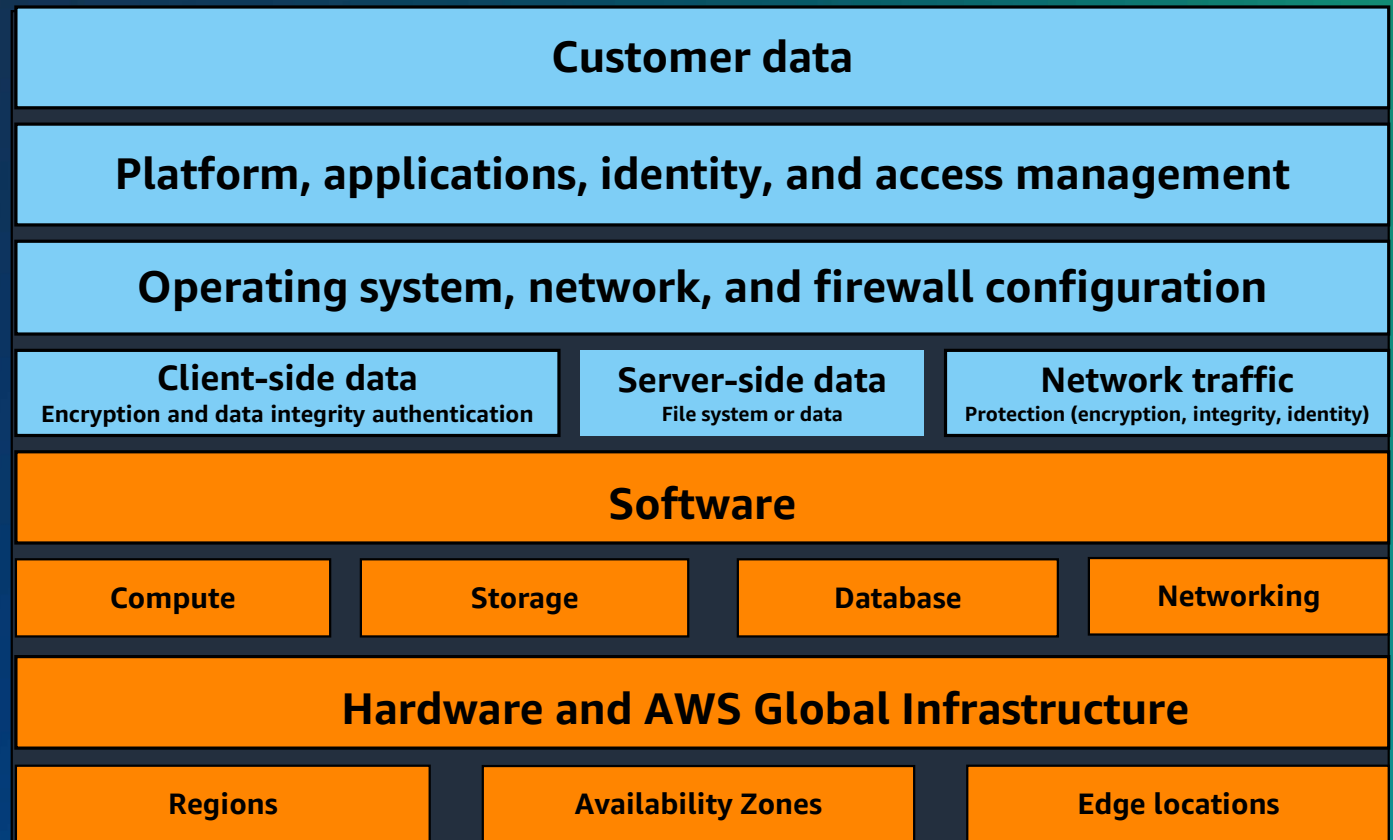 Customer data
Platform, applications, identity, and access management
Operating system, network, and firewall configuration
Client-side data
Encryption and data integrity authentication
Server-side data
File system or data
Network traffic
Protection (encryption, integrity, identity)
Software
Compute
Storage
Database
Networking
Hardware and AWS Global Infrastructure
Regions
Availability Zones
Edge locations